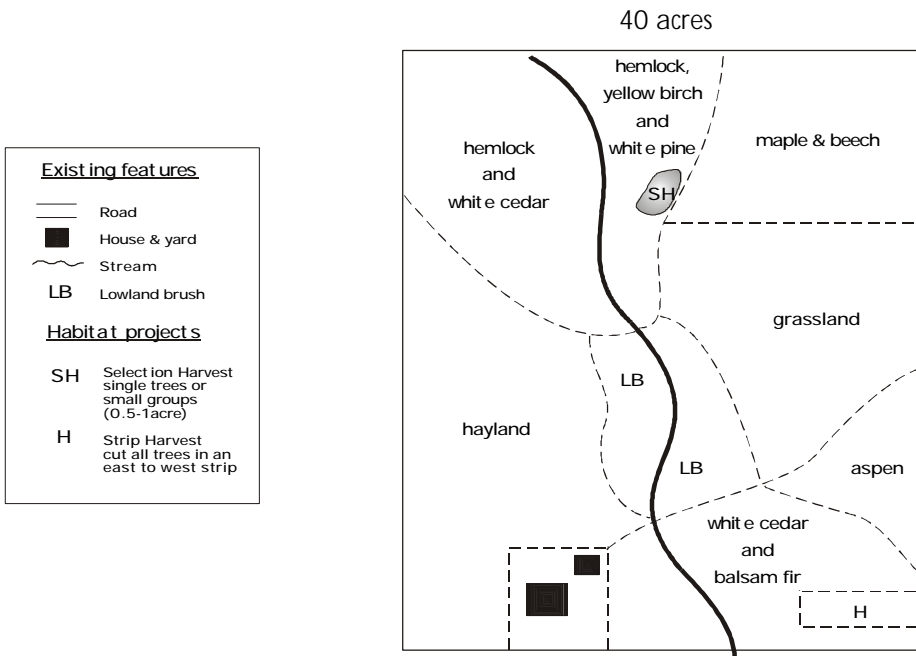 40 acres
Existing features
Road
House & yard
Stream
LB Lowland brush
Habitat projects
SH Selection Harvest
single trees or
small groups
(0.5-1acre)
H Strip Harvest
cut all trees in an
east to west strip
hemlock
and
white cedar
hemlock,
yellow birch
and
white pine
SH
maple & beech
grassland
LB
hayland
LB
aspen
white cedar
and
balsam fir
H